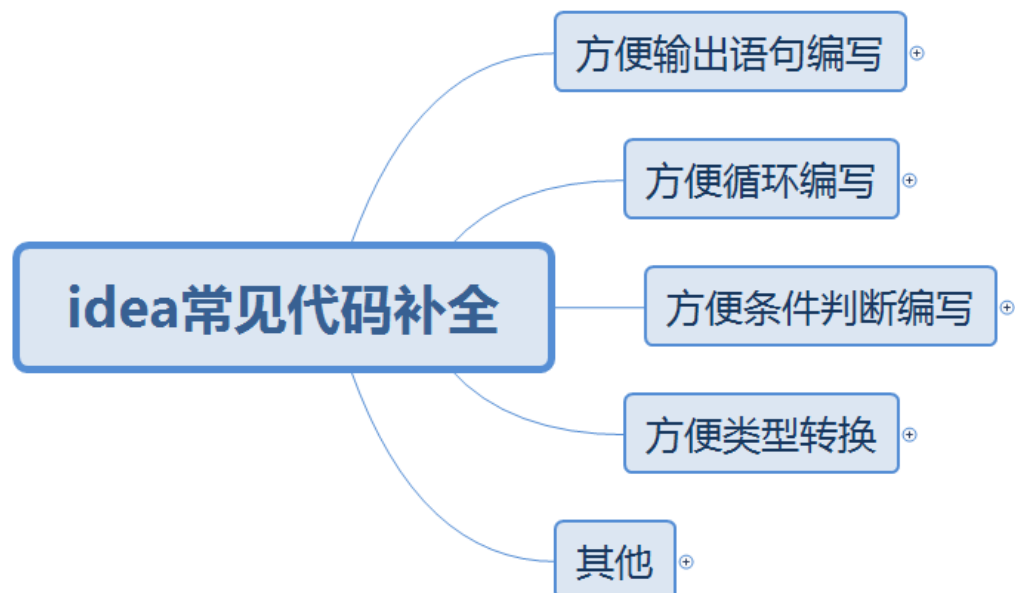 方便输出语句编写
方便循环编写
idea常见代码补全
方便条件判断编写
方便类型转换
其他